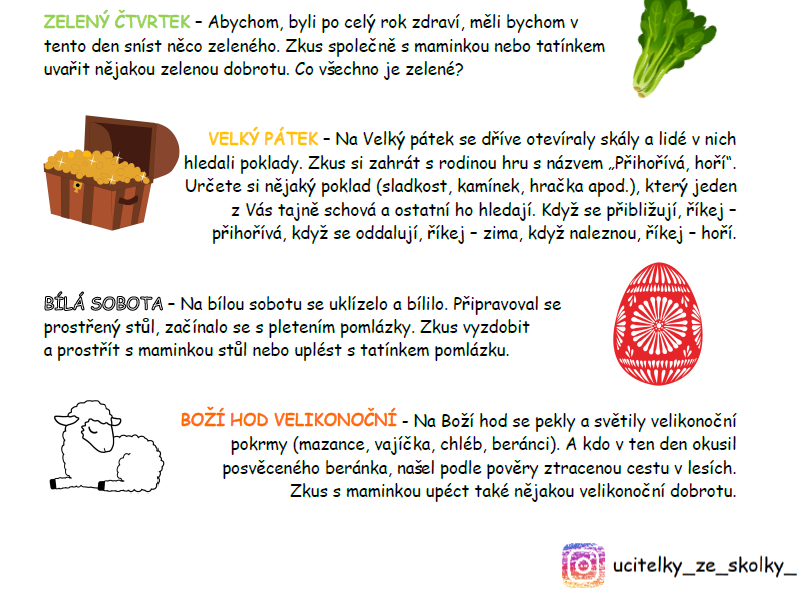 ZELENÝ ČTVRTEK – Abychom, byli po celý rok zdraví, měli bychom v
tento den sníst něco zeleného. Zkus společně s maminkou nebo tatínkem
uvařit nějakou zelenou dobrotu. Co všechno je zelené?
VELKÝ PÁTEK – Na Velký pátek se dříve otevíraly skály a lidé v nich
hledali poklady. Zkus si zahrát s rodinou hru s názvem „Přihořívá, hoří“.
Určete si nějaký poklad (sladkost, kamínek, hračka apod.), který jeden
z Vás tajně schová a ostatní ho hledají. Když se přibližují, říkej –
přihořívá, když se oddalují, říkej – zima, když naleznou, říkej – hoří.
BÍLÁ SOBOTA – Na bílou sobotu se uklízelo a bílilo. Připravoval se
prostřený stůl, začínalo se s pletením pomlázky. Zkus vyzdobit
a prostřít s maminkou stůl nebo uplést s tatínkem pomlázku.
BOŽÍ HOD VELIKONOČNÍ - Na Boží hod se pekly a světily velikonoční
pokrmy (mazance, vajíčka, chléb, beránci). A kdo v ten den okusil
posvěceného beránka, našel podle pověry ztracenou cestu v lesích.
Zkus s maminkou upéct také nějakou velikonoční dobrotu.
ucitelky_ze_skolky_